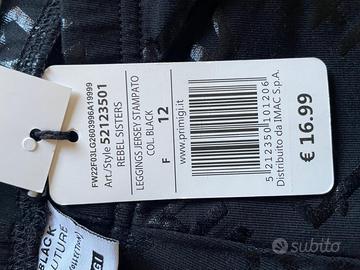 FW22F03LG2603996A19999
Art./Style 52123501
REBEL SISTERS
LEGGINGS JERSEY STAMPATO
COL. BLACK
12
F
www.primigi.it
5 212350 101206
Distribuito da IMAC S.p.A.
€ 16.99
BLACK
COLLECTION)
subito